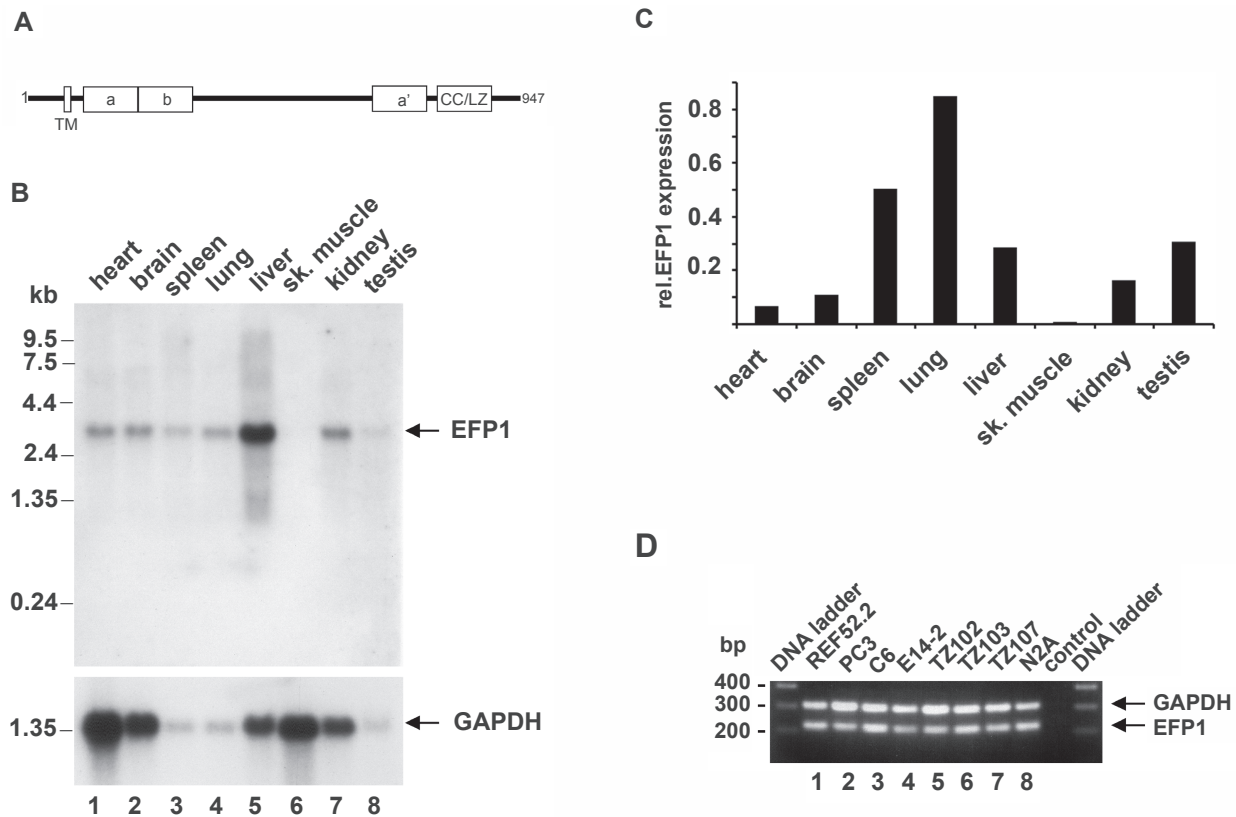 A
1 a b a' CC/LZ 947
TM
B
heart brain spleen lung liver sk. muscle kidney testis
kb
9.5
7.5
4.4
2.4
1.35
0.24
EFP1
1.35
GAPDH
1 2 3 4 5 6 7 8
C
rel.EFP1 expression
0.8
0.6
0.4
0.2
heart brain spleen lung liver sk. muscle kidney testis
D
bp DNA ladder REF52.2 PC3 C6 E14-2 TZ102 TZ103 TZ107 N2A control DNA ladder
400 -
300 - GAPDH
200 - EFP1
1 2 3 4 5 6 7 8